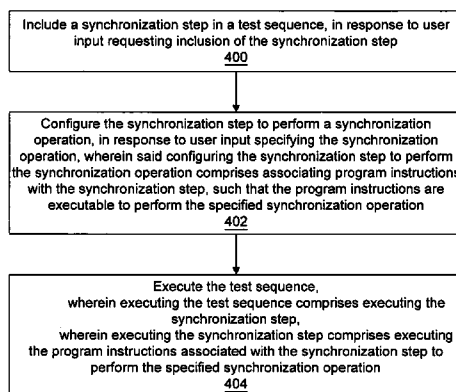 Include a synchronization step in a test sequence, in response to user
input requesting inclusion of the synchronization step
400
Configure the synchronization step to perform a synchronization
operation, in response to user input specifying the synchronization
operation, wherein said configuring the synchronization step to perform
the synchronization operation comprises associating program instructions
with the synchronization step, such that the program instructions are
executable to perform the specified synchronization operation
402
Execute the test sequence,
wherein executing the test sequence comprises executing the
synchronization step,
wherein executing the synchronization step comprises executing
the program instructions associated with the synchronization step to
perform the specified synchronization operation
404